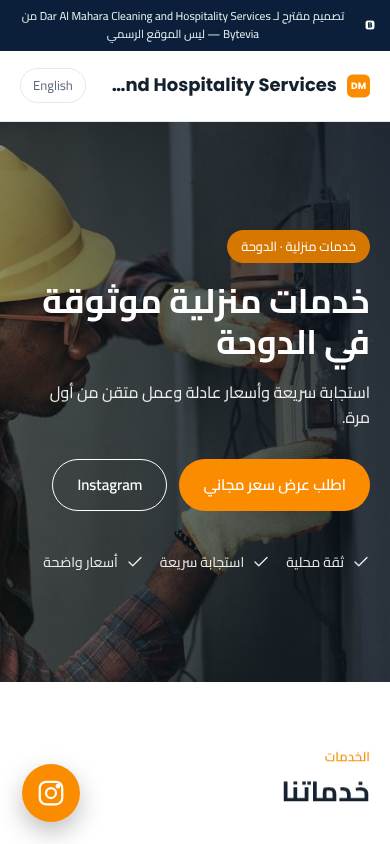 تصميم مقترح لـ Dar Al Mahara Cleaning and Hospitality Services من
Bytevia — ليس الموقع الرسمي
B
DM
...nd Hospitality Services
English
خدمات منزلية · الدوحة
خدمات منزلية موثوقة
في الدوحة
استجابة سريعة وأسعار عادلة وعمل متقن من أول
مرة.
اطلب عرض سعر مجاني
Instagram
ثقة محلية
استجابة سريعة
أسعار واضحة
الخدمات
خدماتنا